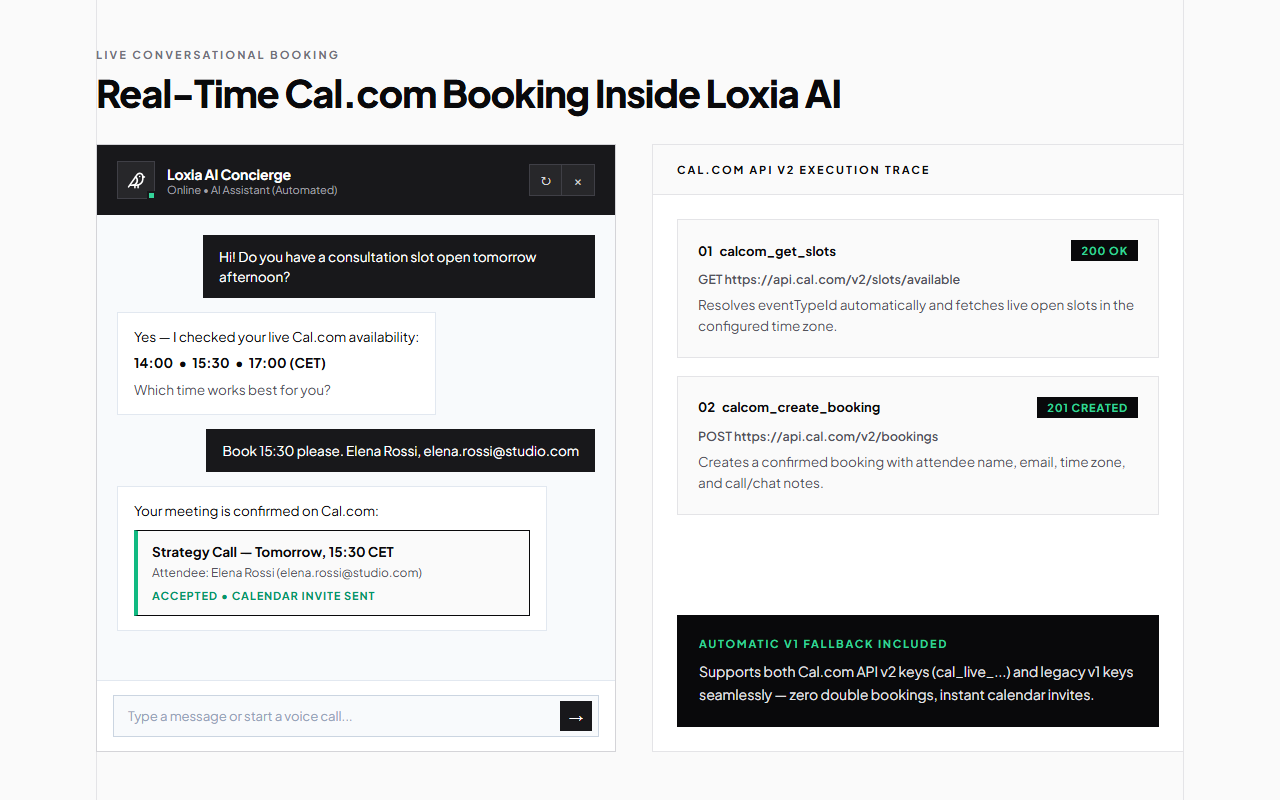 LIVE CONVERSATIONAL BOOKING
Real-Time Cal.com Booking Inside Loxia AI
Loxia AI Concierge
Online • AI Assistant (Automated)
Hi! Do you have a consultation slot open tomorrow
afternoon?
Yes — I checked your live Cal.com availability:
14:00 • 15:30 • 17:00 (CET)
Which time works best for you?
Book 15:30 please. Elena Rossi, elena.rossi@studio.com
Your meeting is confirmed on Cal.com:
Strategy Call — Tomorrow, 15:30 CET
Attendee: Elena Rossi (elena.rossi@studio.com)
ACCEPTED • CALENDAR INVITE SENT
Type a message or start a voice call...
CAL.COM API V2 EXECUTION TRACE
01 calcom_get_slots
200 OK
GET https://api.cal.com/v2/slots/available
Resolves eventTypeId automatically and fetches live open slots in the
configured time zone.
02 calcom_create_booking
201 CREATED
POST https://api.cal.com/v2/bookings
Creates a confirmed booking with attendee name, email, time zone,
and call/chat notes.
AUTOMATIC V1 FALLBACK INCLUDED
Supports both Cal.com API v2 keys (cal_live_...) and legacy v1 keys
seamlessly — zero double bookings, instant calendar invites.